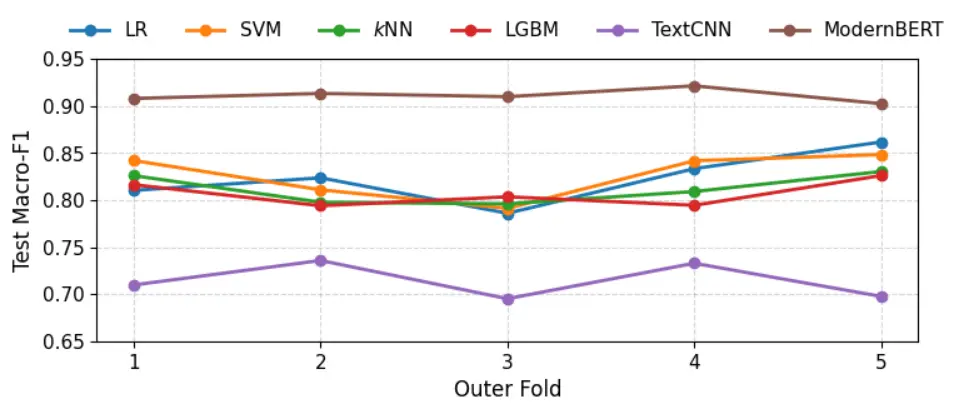 LR SVM kNN LGBM TextCNN ModernBERT
0.95
0.90
0.85
0.80
0.75
0.70
0.65
Test Macro-F1
1 2 3 4 5
Outer Fold